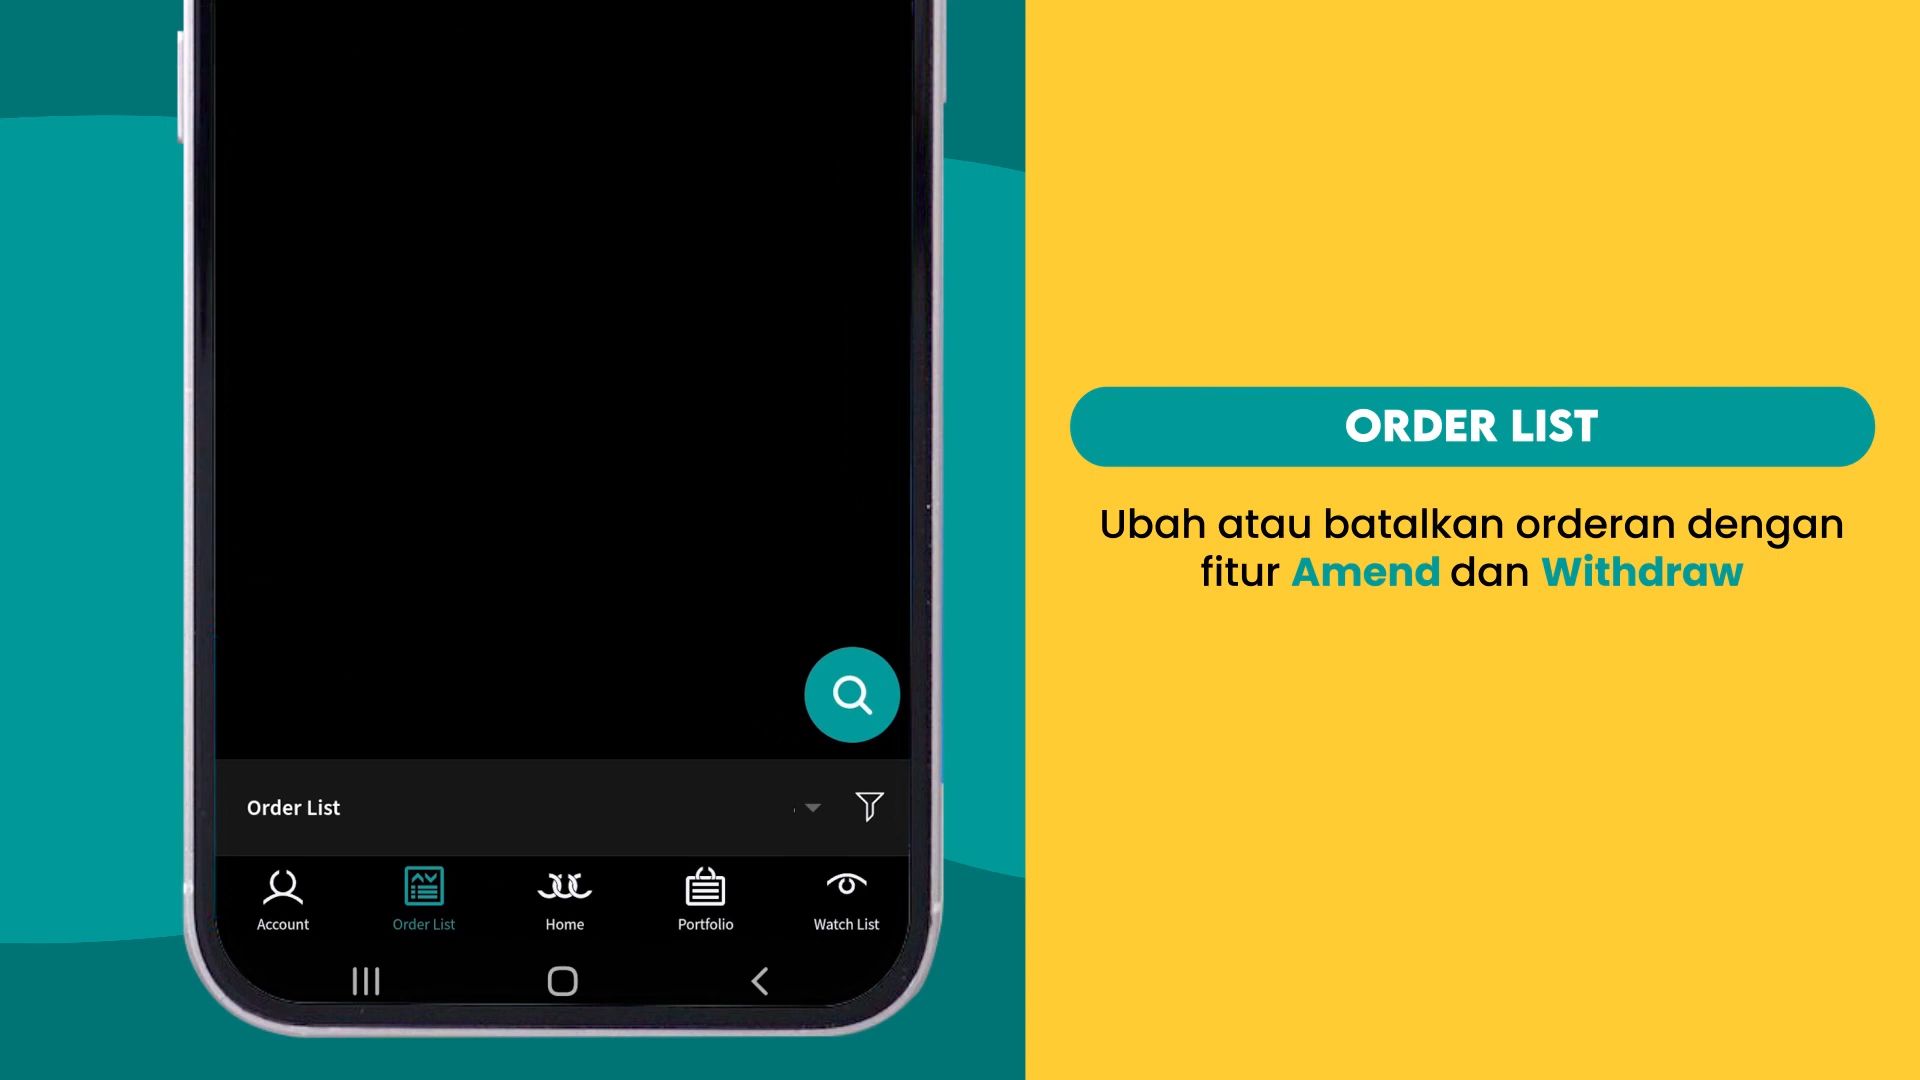 Order List
Account
Order List
Home
Portfolio
Watch List
ORDER LIST
Ubah atau batalkan orderan dengan
fitur Amend dan Withdraw